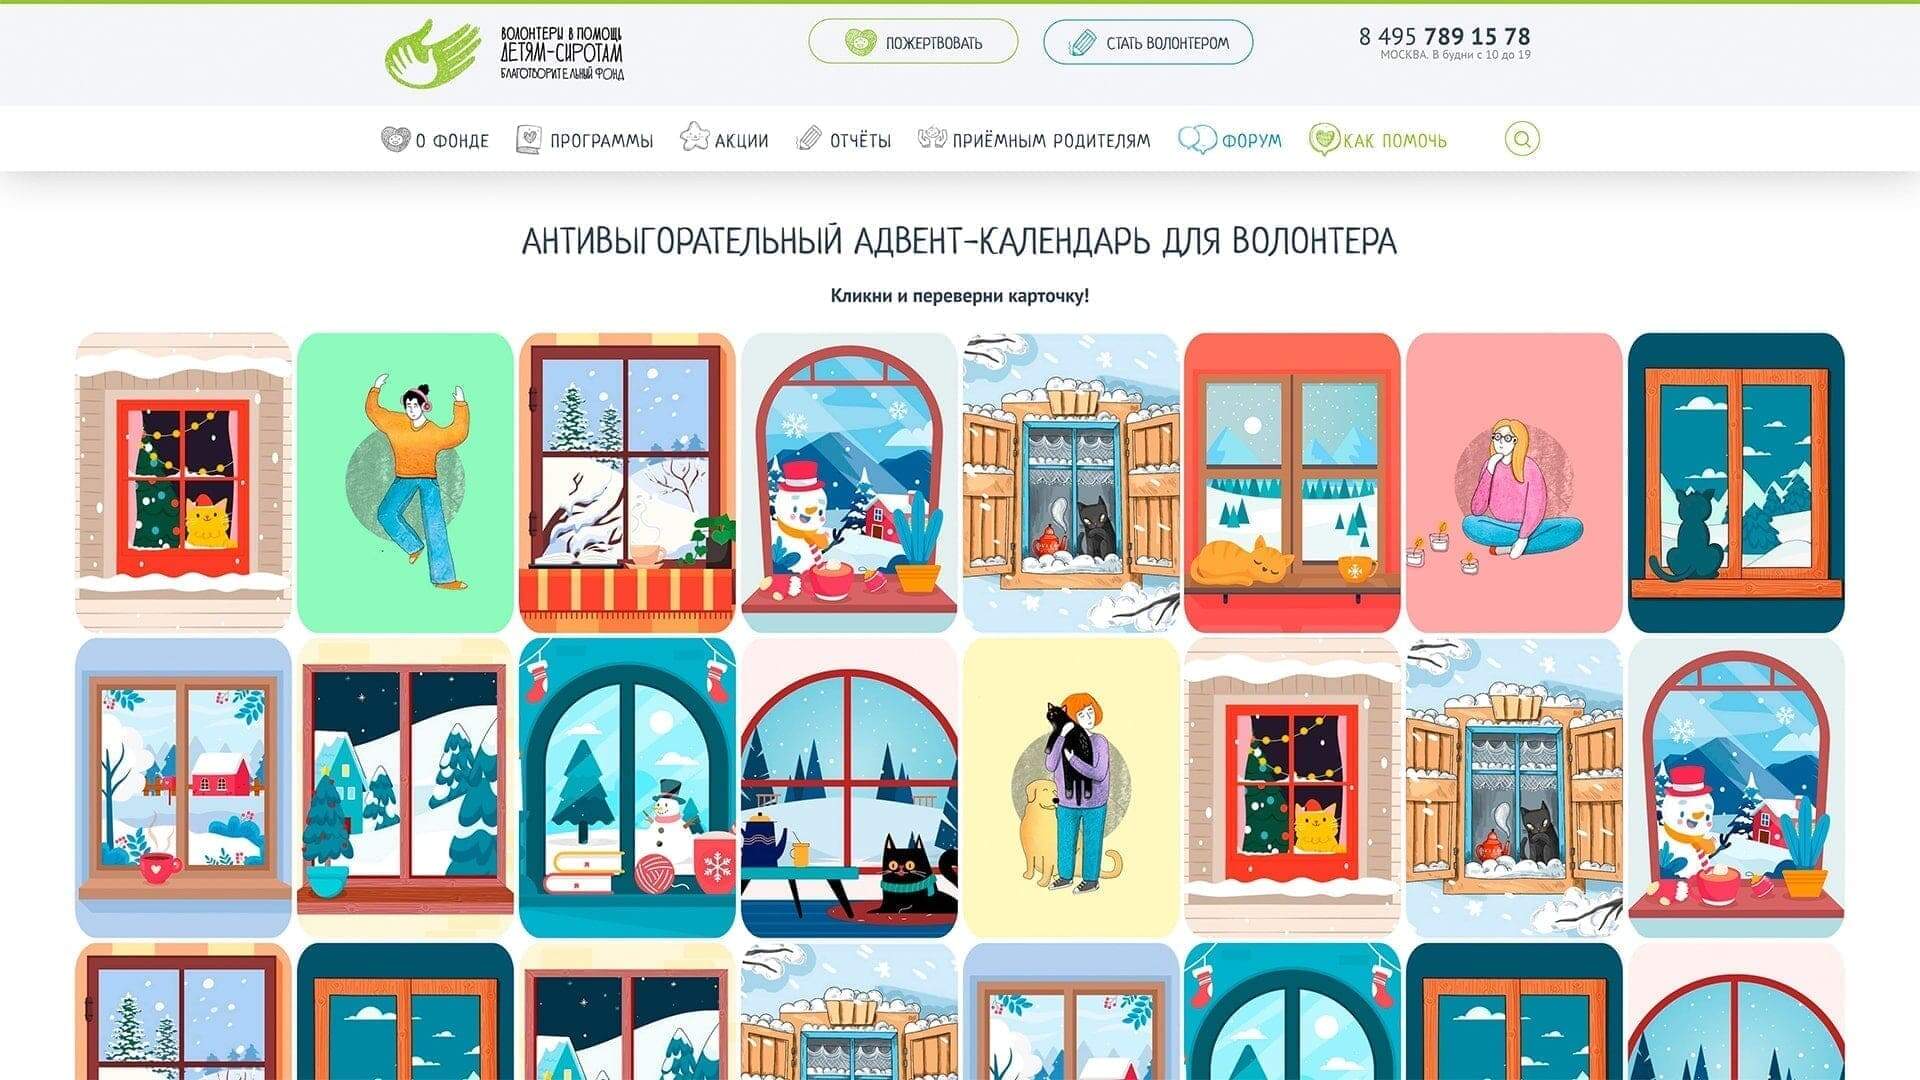 ВОЛОНТЕРЫ В ПОМОЩЬ
ДЕТЯМ-СИРОТАМ
БЛАГОТВОРИТЕЛЬНЫЙ ФОНД
ПОЖЕРТВОВАТЬ
СТАТЬ ВОЛОНТЕРОМ
8 495 789 15 78
МОСКВА. В будни с 10 до 19
О ФОНДЕ
ПРОГРАММЫ
АКЦИИ
ОТЧЁТЫ
ПРИЁМНЫМ РОДИТЕЛЯМ
ФОРУМ
КАК ПОМОЧЬ
АНТИВЫГОРАТЕЛЬНЫЙ АДВЕНТ-КАЛЕНДАРЬ ДЛЯ ВОЛОНТЕРА
Кликни и переверни карточку!